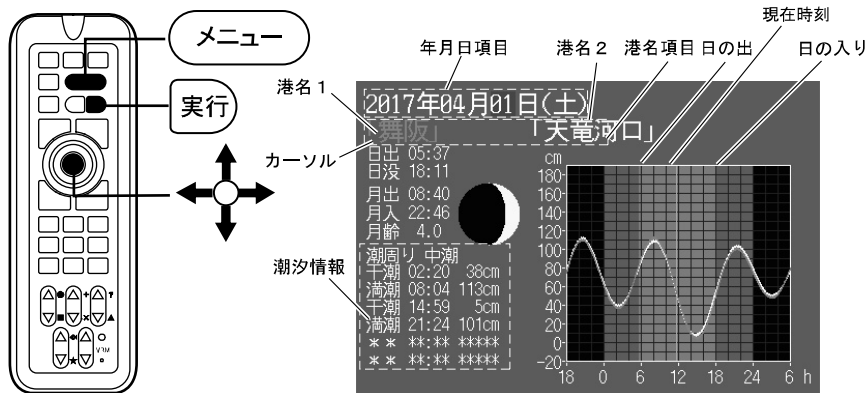 メニュー
実行
現在時刻
年月日項目
港名2 港名項目 日の出
日の入り
港名1
カーソル
潮汐情報
2017年04月01日(土)
「舞阪」
「天竜河口」
日出 05:37
日没 18:11
月出 08:40
月入 22:46
月齢 4.0
潮周り 中潮
干潮 02:20 38cm
満潮 08:04 113cm
干潮 14:59 5cm
満潮 21:24 101cm
** **:** *****
** **:** *****
cm
180
160
140
120
100
80
60
40
20
0
-20
18 0 6 12 18 24 6 h